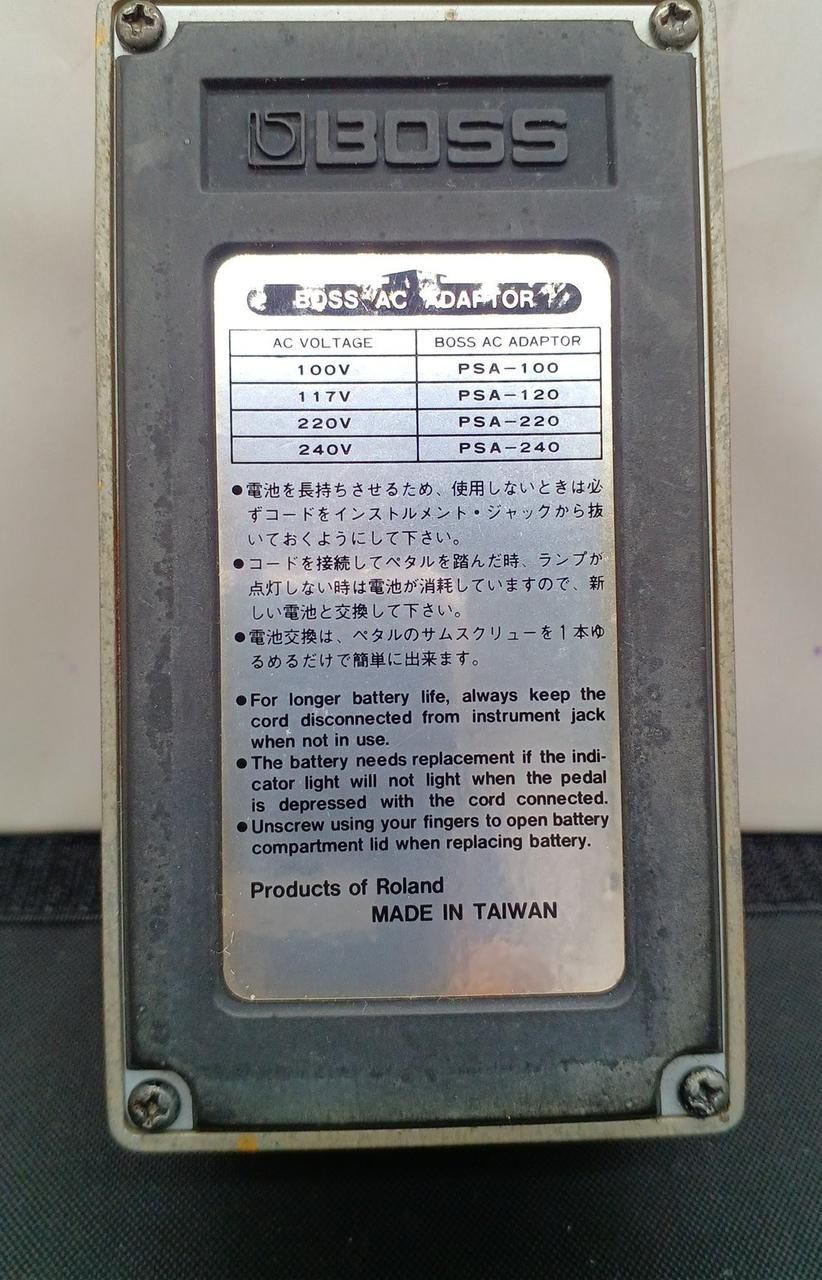 BOSS
BOSS AC ADAPTOR
AC VOLTAGE BOSS AC ADAPTOR
100V PSA-100
117V PSA-120
220V PSA-220
240V PSA-240
●電池を長持ちさせるため、使用しないときは必
ずコードをインストルメント・ジャックから抜
いておくようにして下さい。
●コードを接続してペタルを踏んだ時、ランプが
点灯しない時は電池が消耗していますので、新
しい電池と交換して下さい。
●電池交換は、ペタルのサムスクリューを1本ゆ
るめるだけで簡単に出来ます。
●For longer battery life, always keep the
cord disconnected from instrument jack
when not in use.
●The battery needs replacement if the indi-
cator light will not light when the pedal
is depressed with the cord connected.
●Unscrew using your fingers to open battery
compartment lid when replacing battery.
Products of Roland
MADE IN TAIWAN